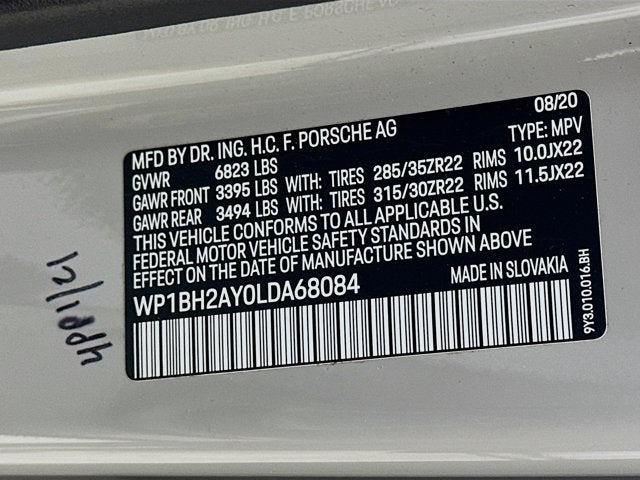 08/20
MFD BY DR. ING. H.C. F. PORSCHE AG
TYPE: MPV
GVWR 6823 LBS
GAWR FRONT 3395 LBS WITH: TIRES 285/35ZR22 RIMS 10.0JX22
GAWR REAR 3494 LBS WITH: TIRES 315/30ZR22 RIMS 11.5JX22
THIS VEHICLE CONFORMS TO ALL APPLICABLE U.S.
FEDERAL MOTOR VEHICLE SAFETY STANDARDS IN
EFFECT ON THE DATE OF MANUFACTURE SHOWN ABOVE
WP1BH2AY0LDA68084
MADE IN SLOVAKIA
9Y3.010.016.BH